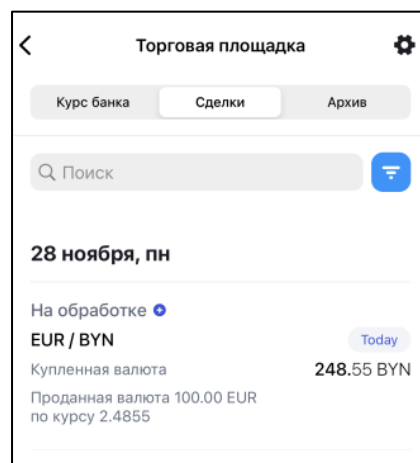 Торговая площадка
Курс банка Сделки Архив
Поиск
28 ноября, пн
На обработке
EUR / BYN Today
Купленная валюта 248.55 BYN
Проданная валюта 100.00 EUR
по курсу 2.4855